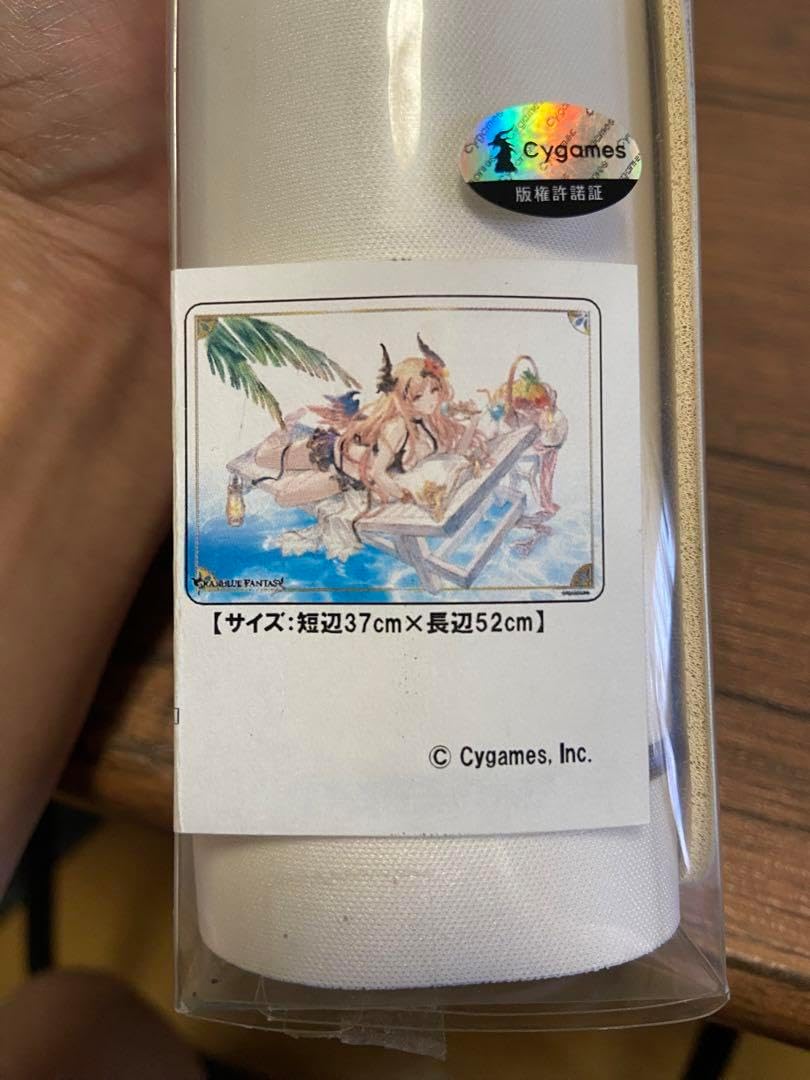 Cygames
版権許諾証
GRANBLUE FANTASY
【サイズ:短辺37cm×長辺52cm】
© Cygames, Inc.